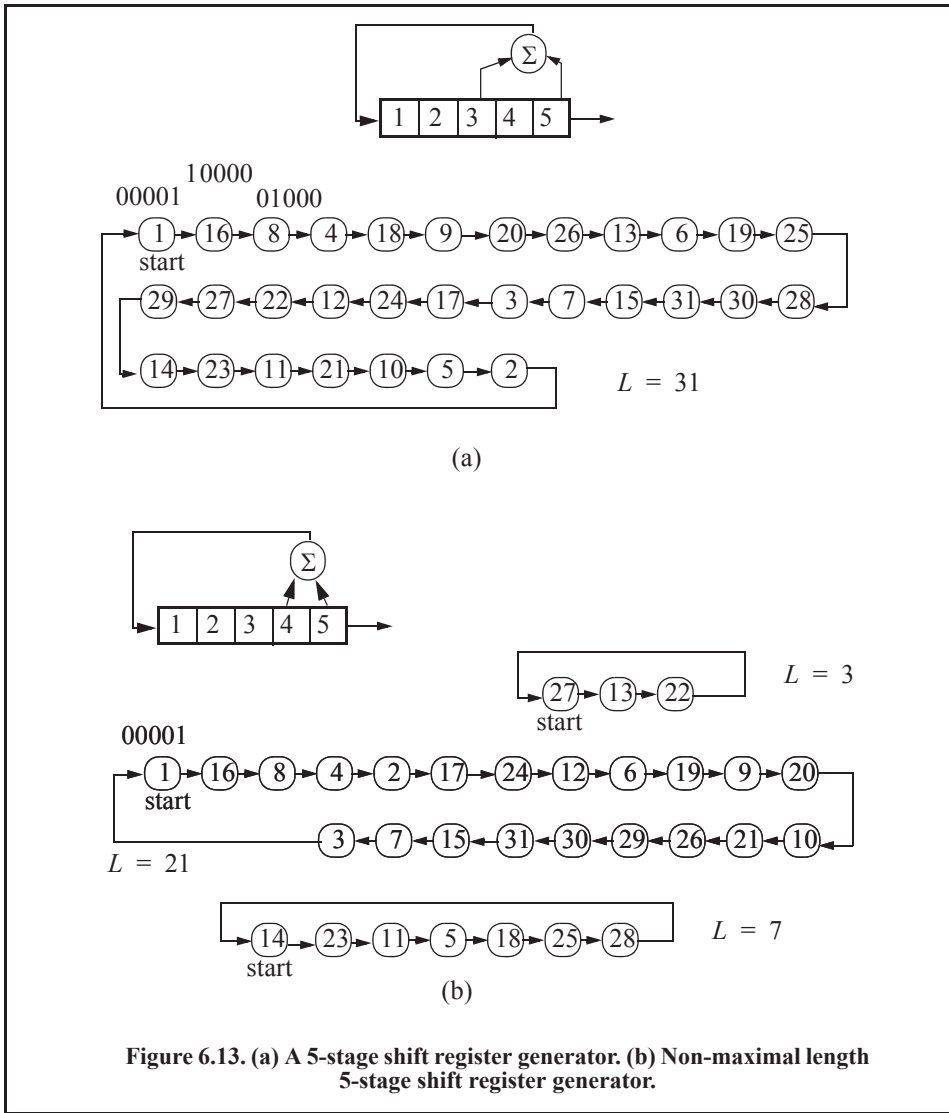 Σ
1 2 3 4 5
10000
00001 01000
1 16 8 4 18 9 20 26 13 6 19 25
start
29 27 22 12 24 17 3 7 15 31 30 28
14 23 11 21 10 5 2
L = 31
(a)
Σ
1 2 3 4 5
L = 3
27 13 22
start
00001
1 16 8 4 2 17 24 12 6 19 9 20
start
3 7 15 31 30 29 26 21 10
L = 21
14 23 11 5 18 25 28
L = 7
start
(b)
Figure 6.13. (a) A 5-stage shift register generator. (b) Non-maximal length
5-stage shift register generator.